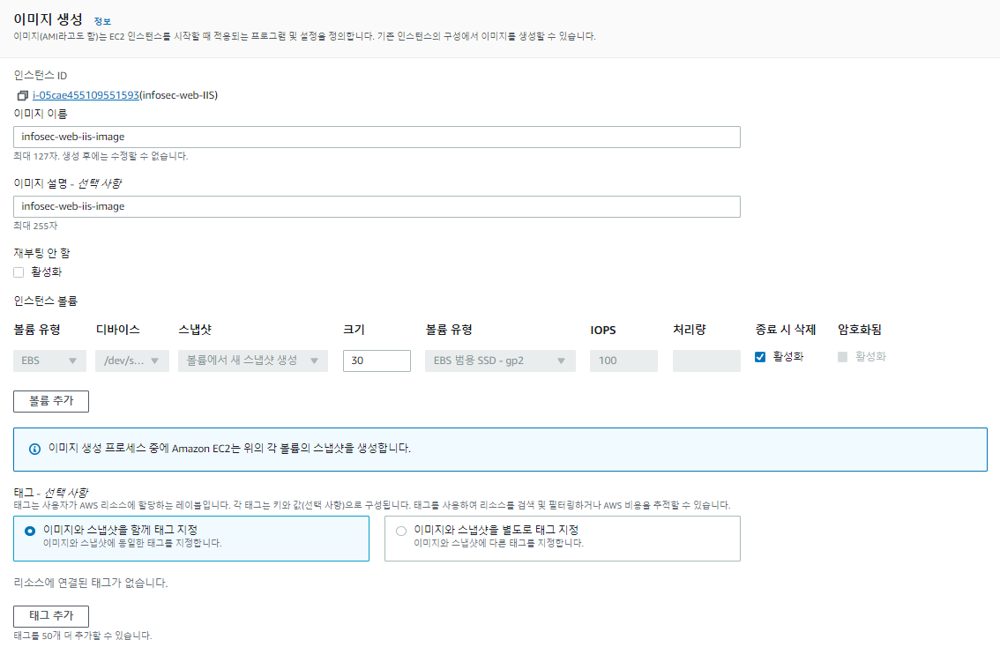 이미지 생성 정보
이미지(AMI라고도 함)는 EC2 인스턴스를 시작할 때 적용되는 프로그램 및 설정을 정의합니다. 기존 인스턴스의 구성에서 이미지를 생성할 수 있습니다.
인스턴스 ID
i-05cae455109551593(infosec-web-IIS)
이미지 이름
infosec-web-iis-image
최대 127자. 생성 후에는 수정할 수 없습니다.
이미지 설명 - 선택 사항
infosec-web-iis-image
최대 255자
재부팅 안 함
활성화
인스턴스 볼륨
볼륨 유형 디바이스 스냅샷 크기 볼륨 유형 IOPS 처리량 종료 시 삭제 암호화됨
EBS /dev/s... 볼륨에서 새 스냅샷 생성 30 EBS 범용 SSD - gp2 100 활성화 활성화
볼륨 추가
이미지 생성 프로세스 중에 Amazon EC2는 위의 각 볼륨의 스냅샷을 생성합니다.
태그 - 선택 사항
태그는 사용자가 AWS 리소스에 할당하는 레이블입니다. 각 태그는 키와 값(선택 사항)으로 구성됩니다. 태그를 사용하여 리소스를 검색 및 필터링하거나 AWS 비용을 추적할 수 있습니다.
이미지와 스냅샷을 함께 태그 지정 이미지와 스냅샷을 별도로 태그 지정
이미지와 스냅샷에 동일한 태그를 지정합니다. 이미지와 스냅샷에 다른 태그를 지정합니다.
리소스에 연결된 태그가 없습니다.
태그 추가
태그를 50개 더 추가할 수 있습니다.